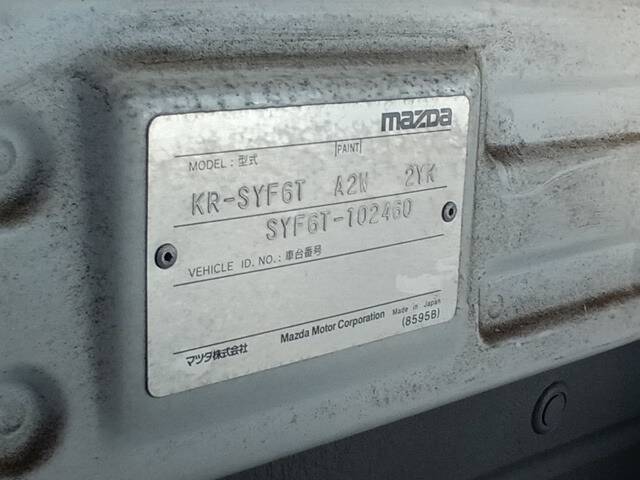 mazda
MODEL : 型式 PAINT
KR-SYF6T A2W 2YK
SYF6T-102460
VEHICLE ID. NO. : 車台番号
マツダ株式会社 Mazda Motor Corporation Made in Japan
(8595B)